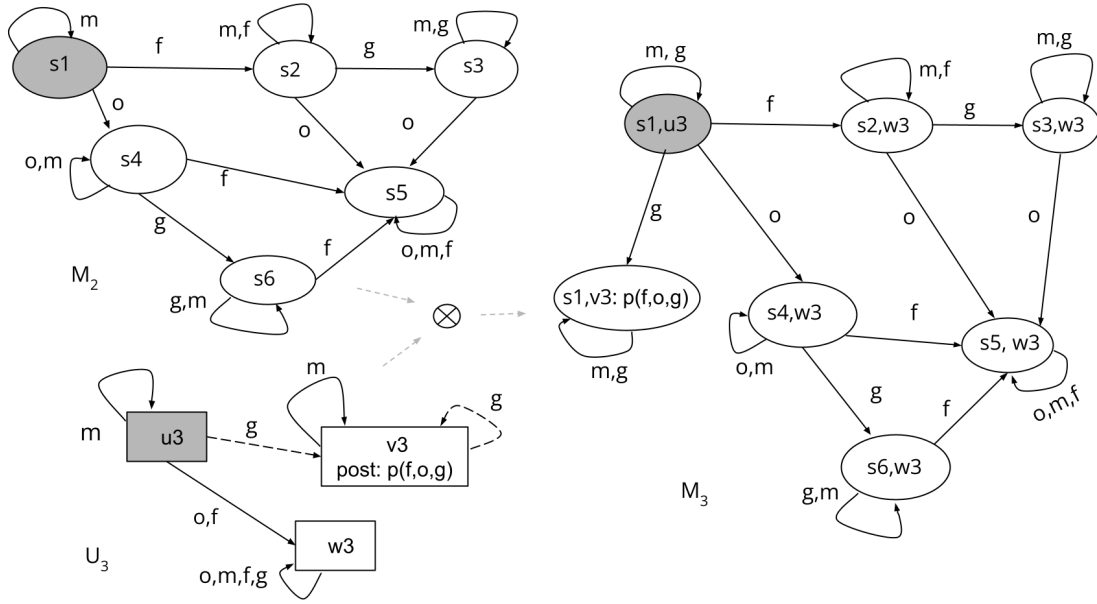 m
s1
f
m,f
s2
g
m,g
s3
o
o
o
o,m
s4
f
s5
g
o,m,f
M2
s6
f
g,m
m
u3
g
m
g
v3
post: p(f,o,g)
o,f
U3
w3
o,m,f,g
m, g
s1,u3
f
m,f
s2,w3
g
m,g
s3,w3
g
o
o
o
s1,v3: p(f,o,g)
m,g
s4,w3
o,m
f
s5, w3
o,m,f
g
f
M3
s6,w3
g,m